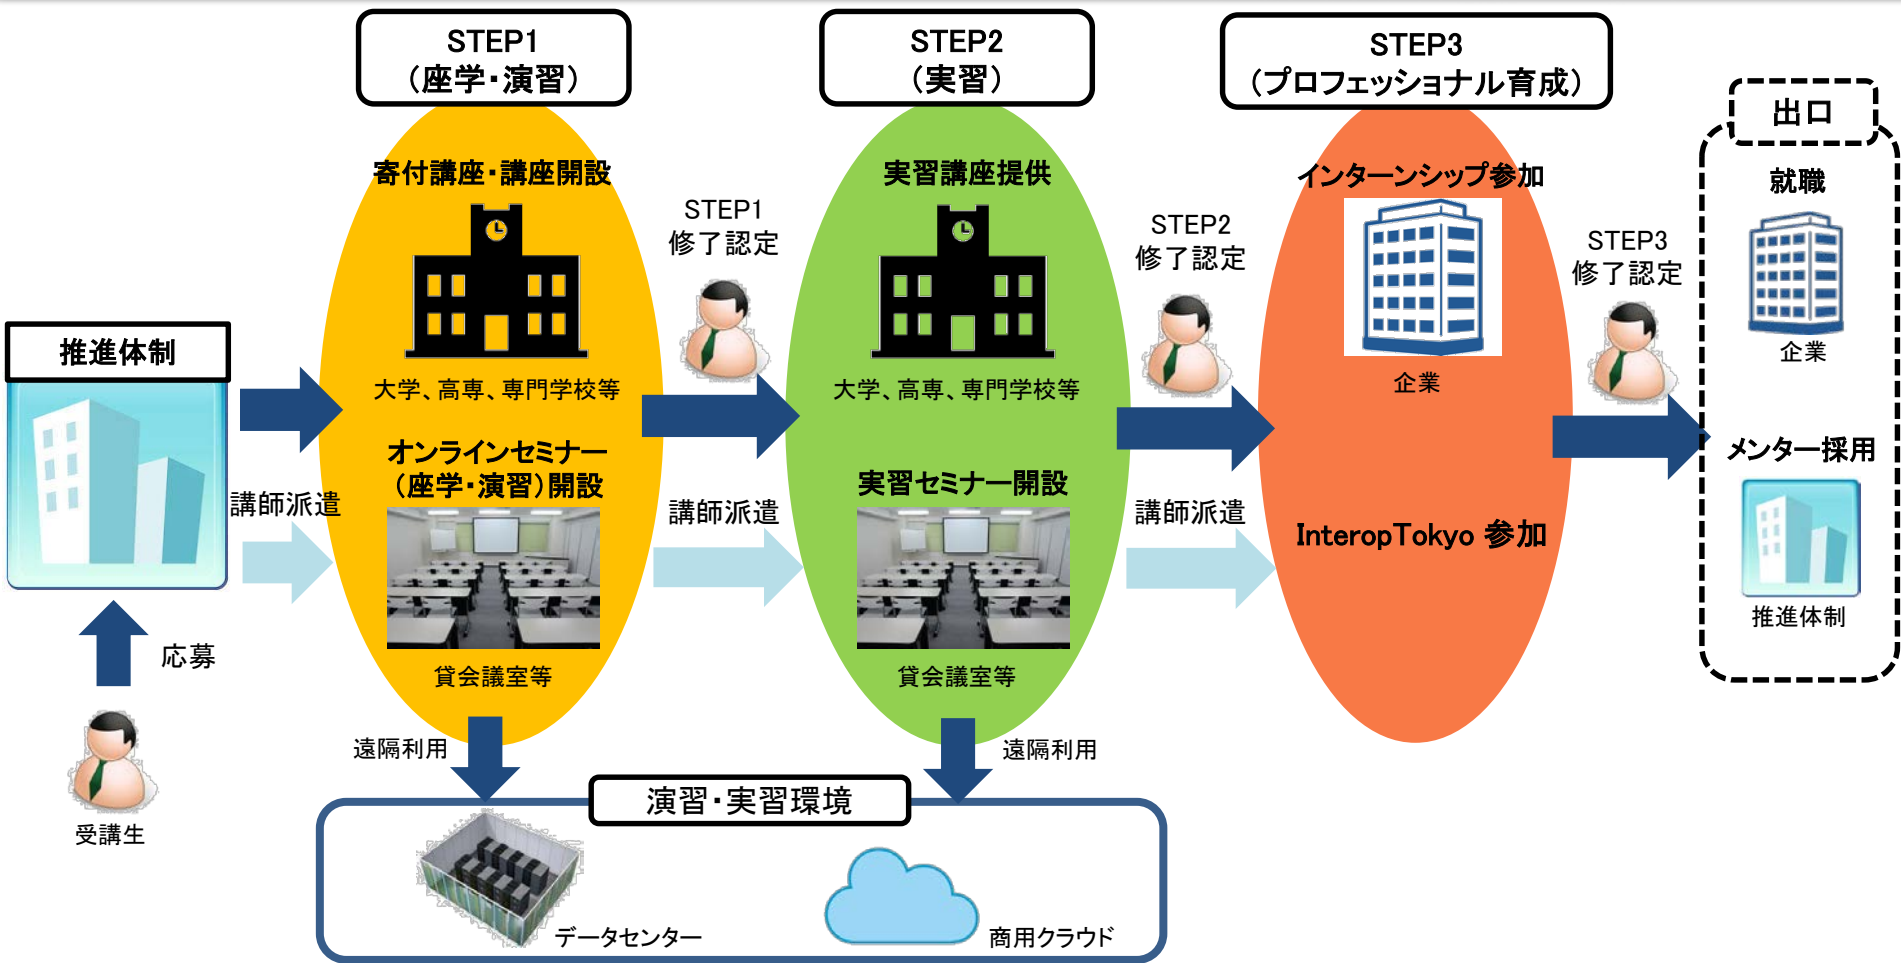 STEP1
（座学・演習）
STEP2
（実習）
STEP3
（プロフェッショナル育成）
出口
寄付講座・講座開設
実習講座提供
インターンシップ参加
就職
STEP1
修了認定
STEP2
修了認定
STEP3
修了認定
推進体制
大学、高専、専門学校等
大学、高専、専門学校等
企業
企業
オンラインセミナー
（座学・演習）開設
実習セミナー開設
メンター採用
講師派遣
講師派遣
講師派遣
InteropTokyo 参加
推進体制
応募
貸会議室等
貸会議室等
遠隔利用
遠隔利用
演習・実習環境
受講生
データセンター
商用クラウド